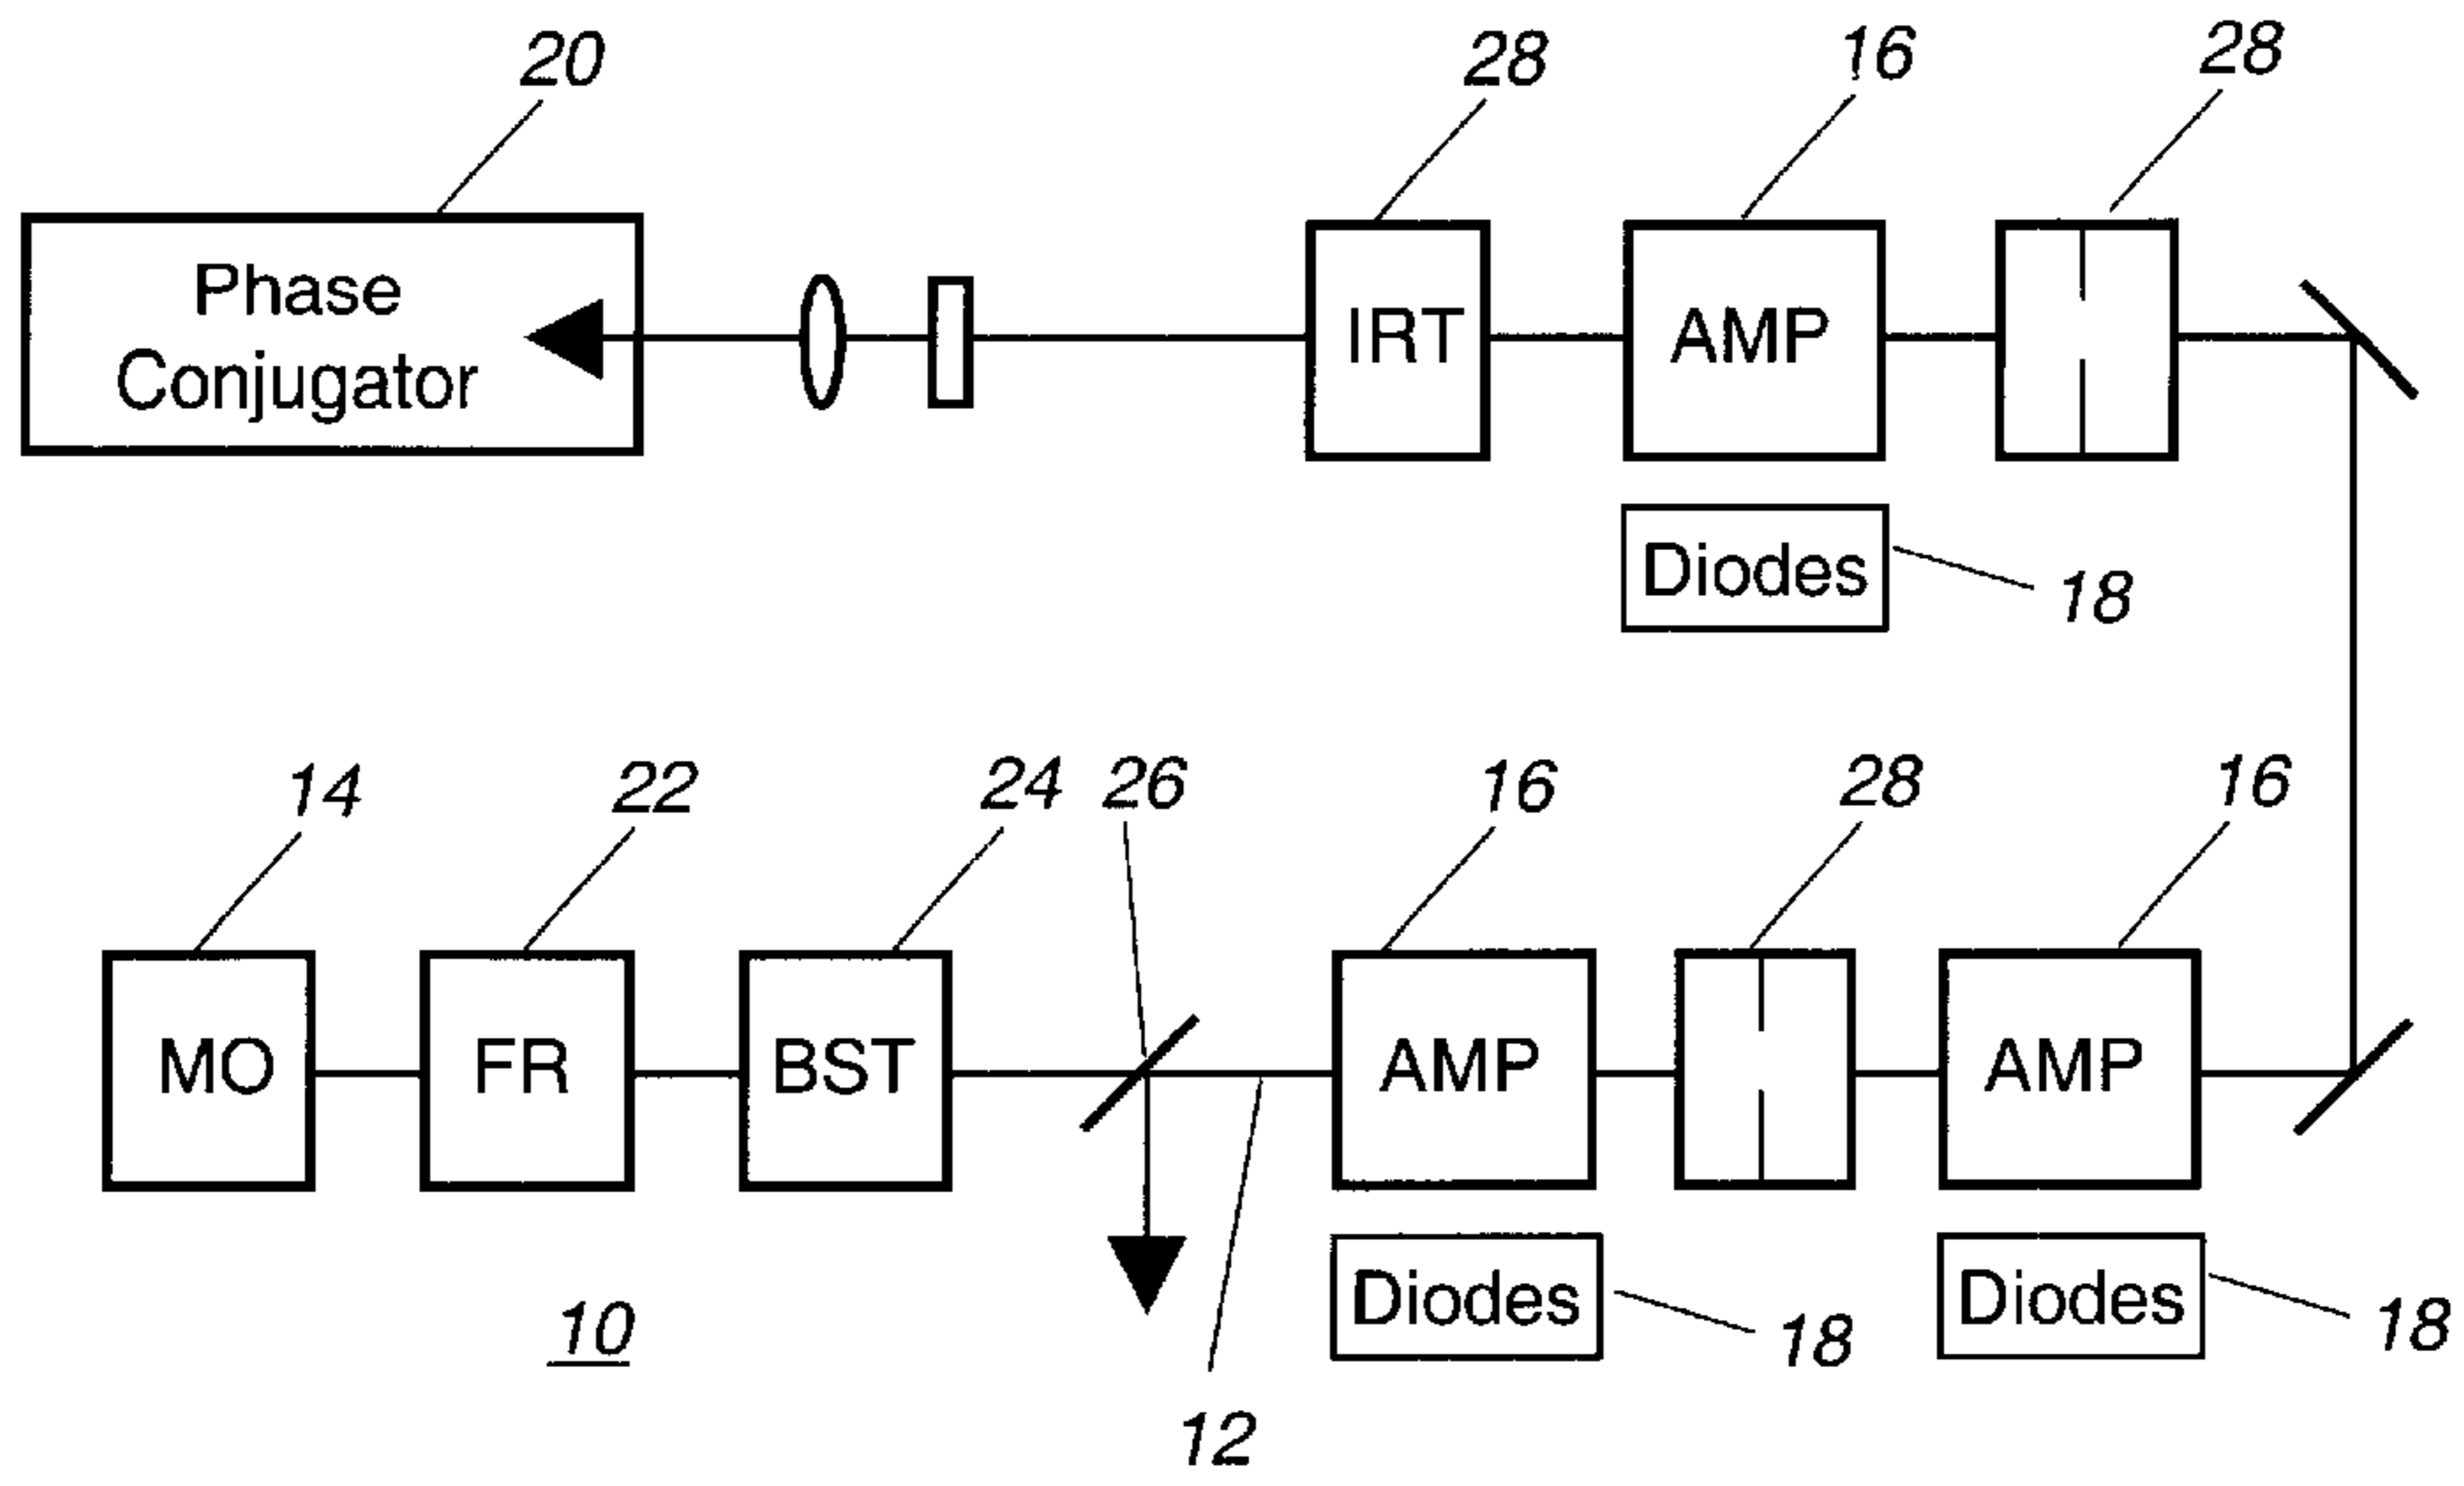 20
28
16
28
Phase
Conjugator
IRT
AMP
Diodes
18
14
22
24
26
16
28
16
MO
FR
BST
AMP
AMP
Diodes
18
Diodes
18
10
12